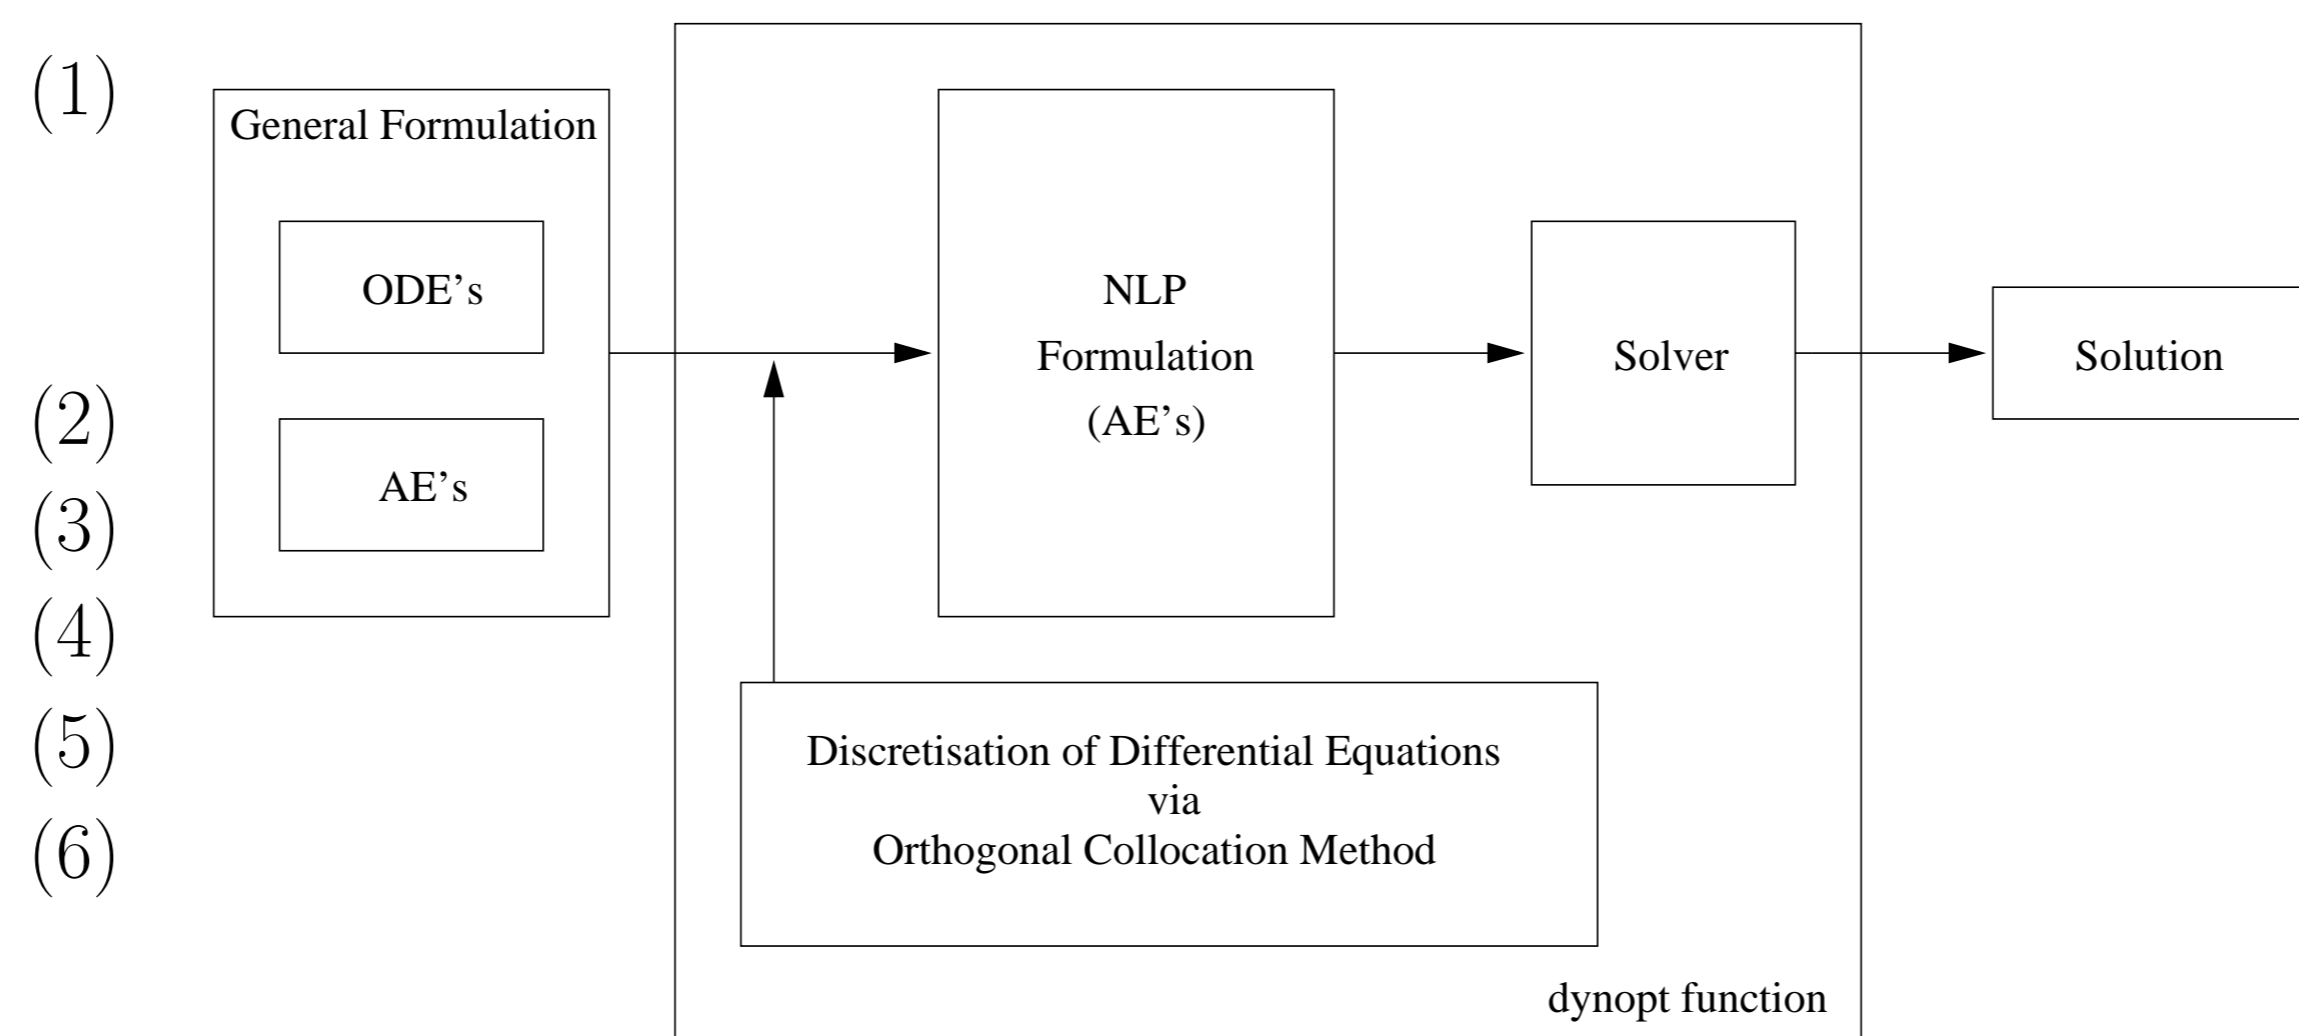 (1)
(2)
(3)
(4)
(5)
(6)
General Formulation
ODE’s
AE’s
NLP
Formulation
(AE’s)
Solver
Solution
Discretisation of Differential Equations
via
Orthogonal Collocation Method
dynopt function